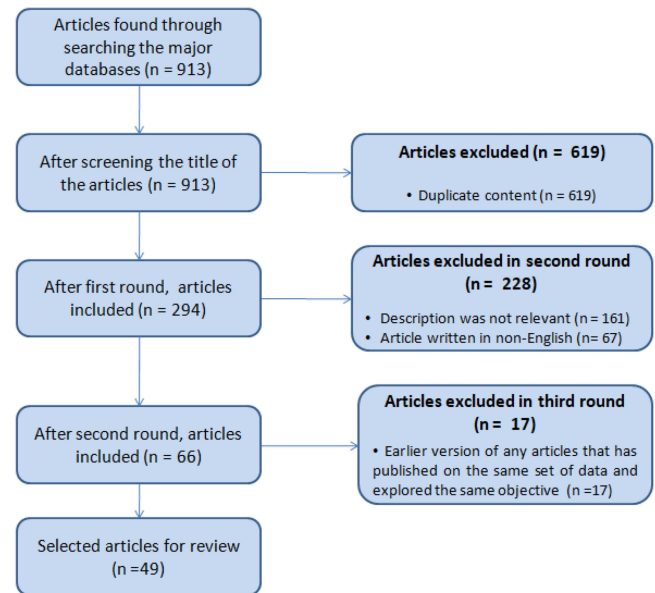 Articles found through
searching the major
databases (n = 913)
After screening the title of
the articles (n = 913)
Articles excluded (n = 619)
• Duplicate content (n = 619)
After first round, articles
included (n = 294)
Articles excluded in second round
(n = 228)
• Description was not relevant (n = 161)
• Article written in non-English (n= 67)
After second round, articles
included (n = 66)
Articles excluded in third round
(n = 17)
• Earlier version of any articles that has
published on the same set of data and
explored the same objective (n =17)
Selected articles for review
(n =49)